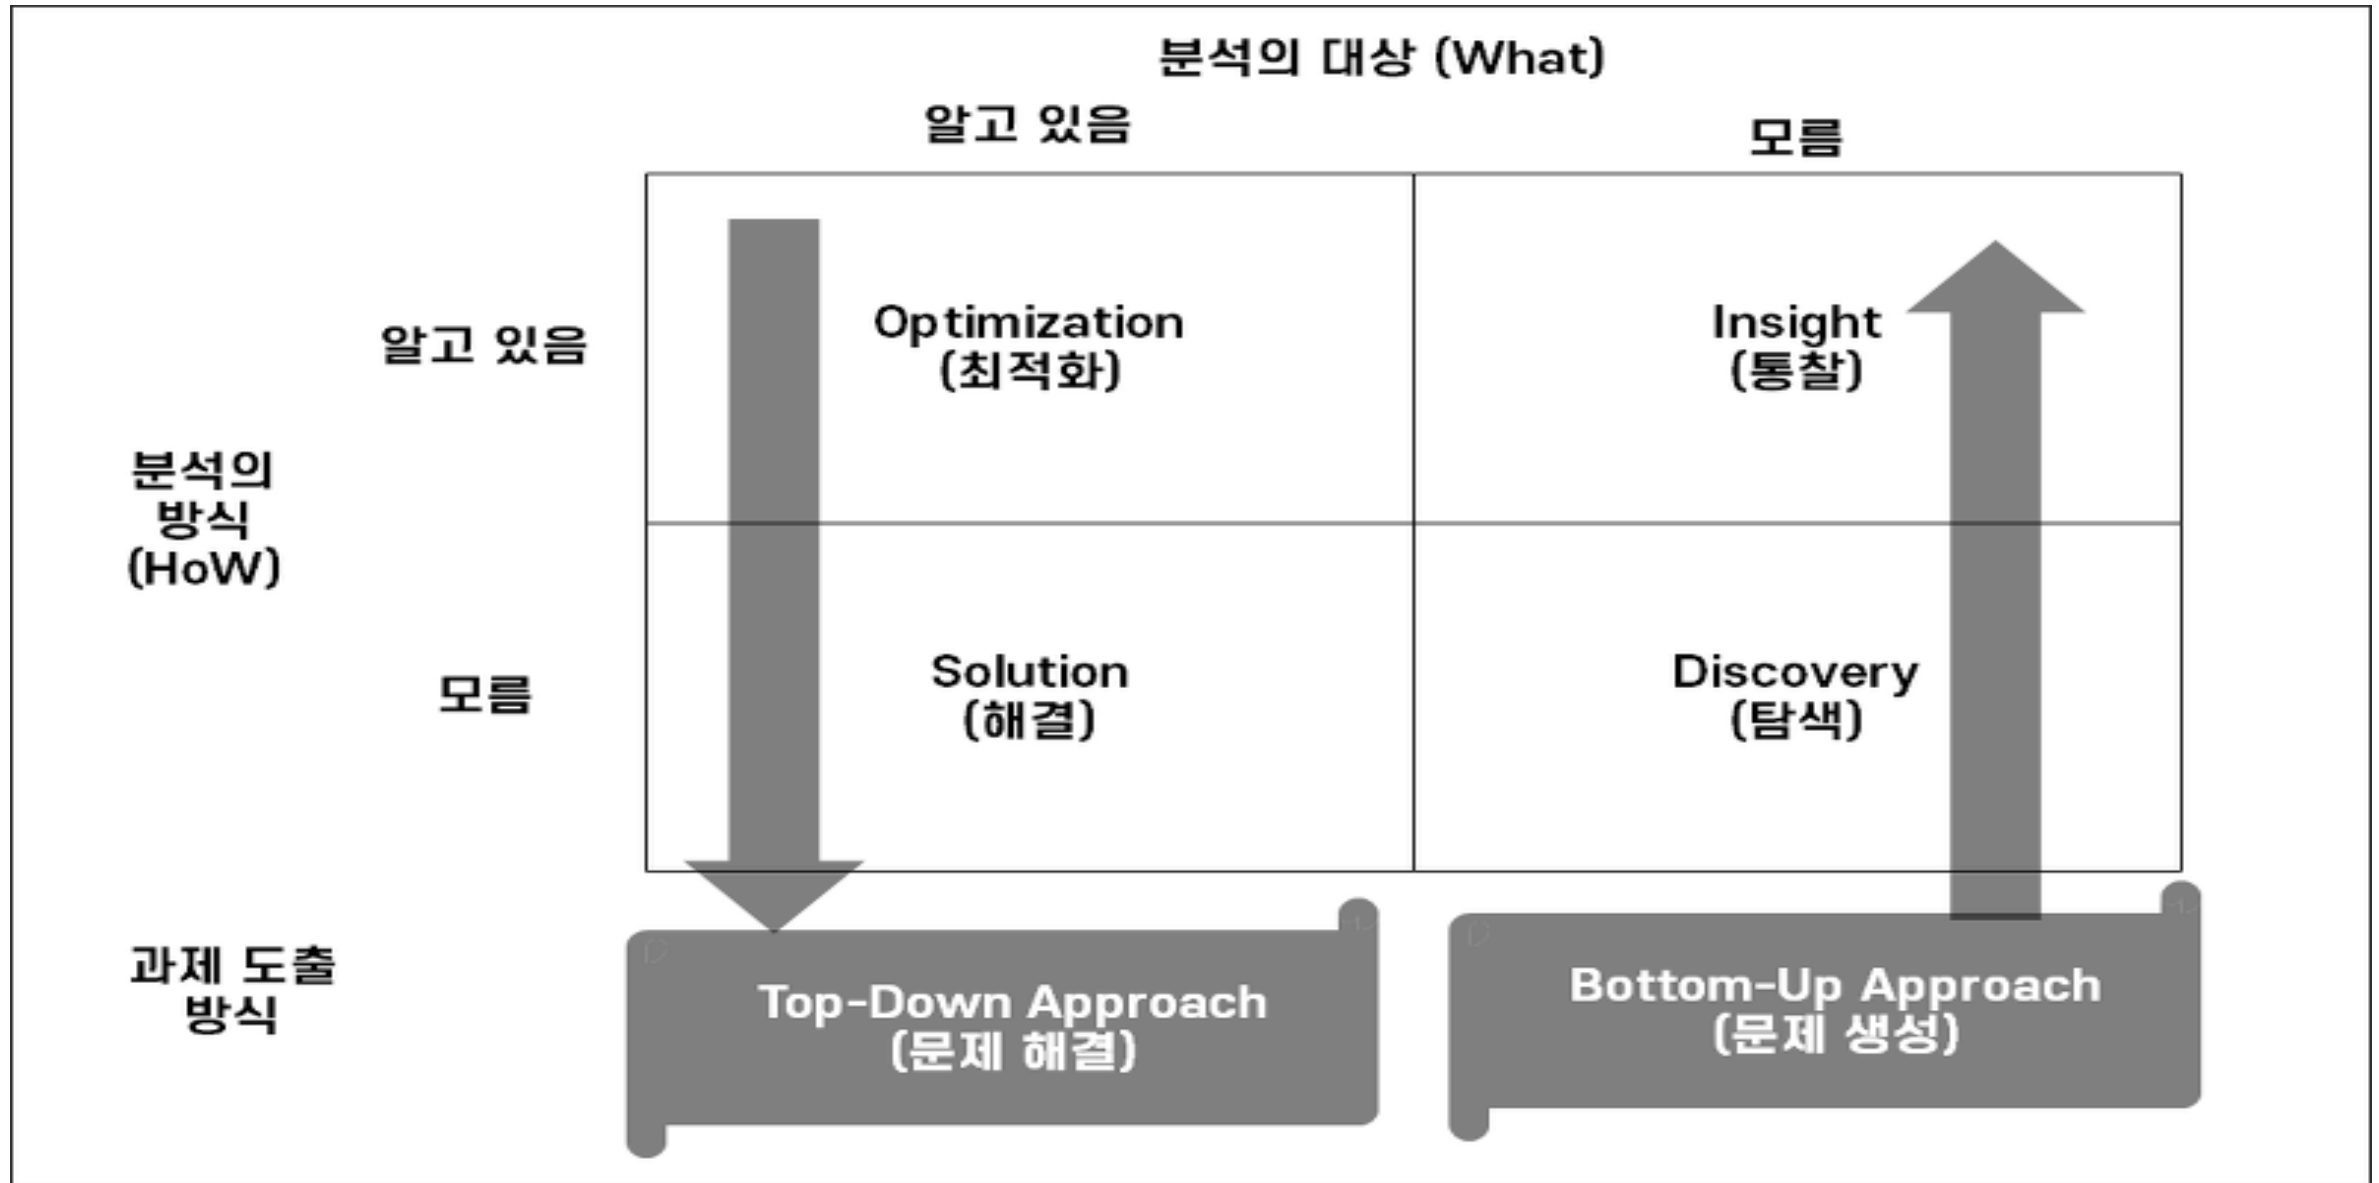 분석의 대상 (What)
알고 있음
모름
알고 있음
Optimization
(최적화)
Insight
(통찰)
분석의
방식
(HoW)
모름
Solution
(해결)
Discovery
(탐색)
과제 도출
방식
Top-Down Approach
(문제 해결)
Bottom-Up Approach
(문제 생성)